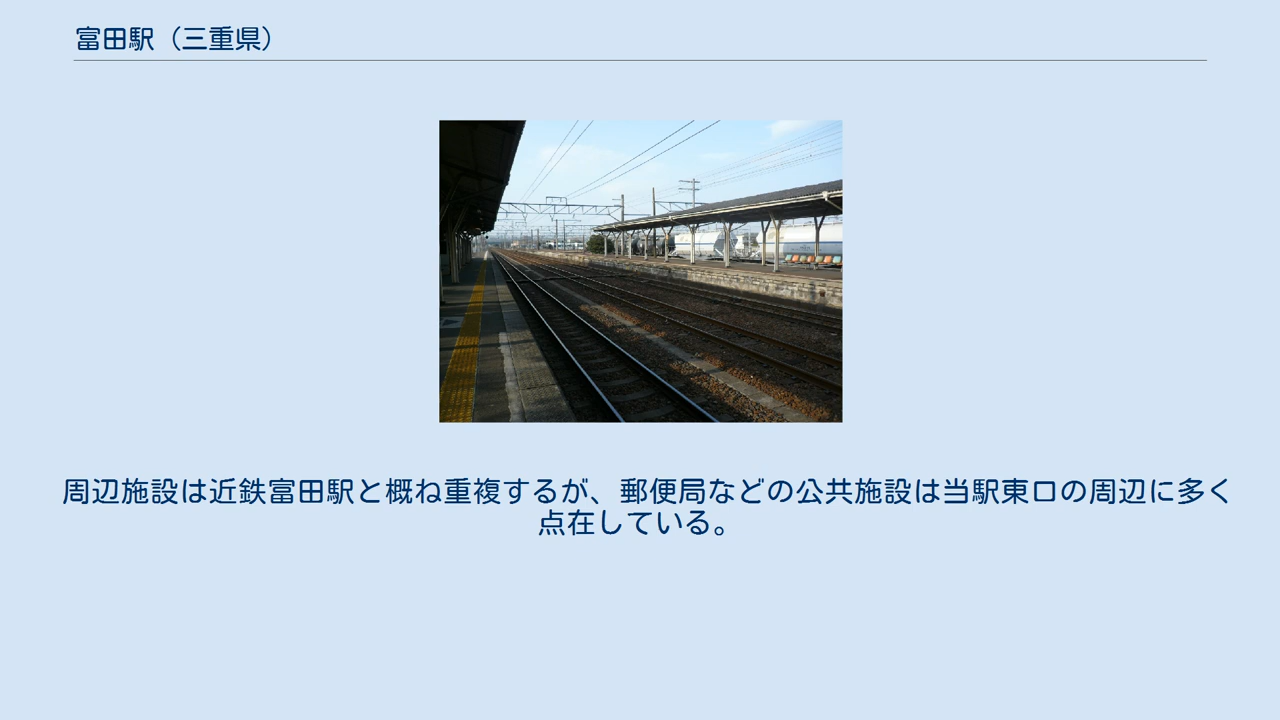 富田駅（三重県）
周辺施設は近鉄富田駅と概ね重複するが、郵便局などの公共施設は当駅東口の周辺に多く
点在している。